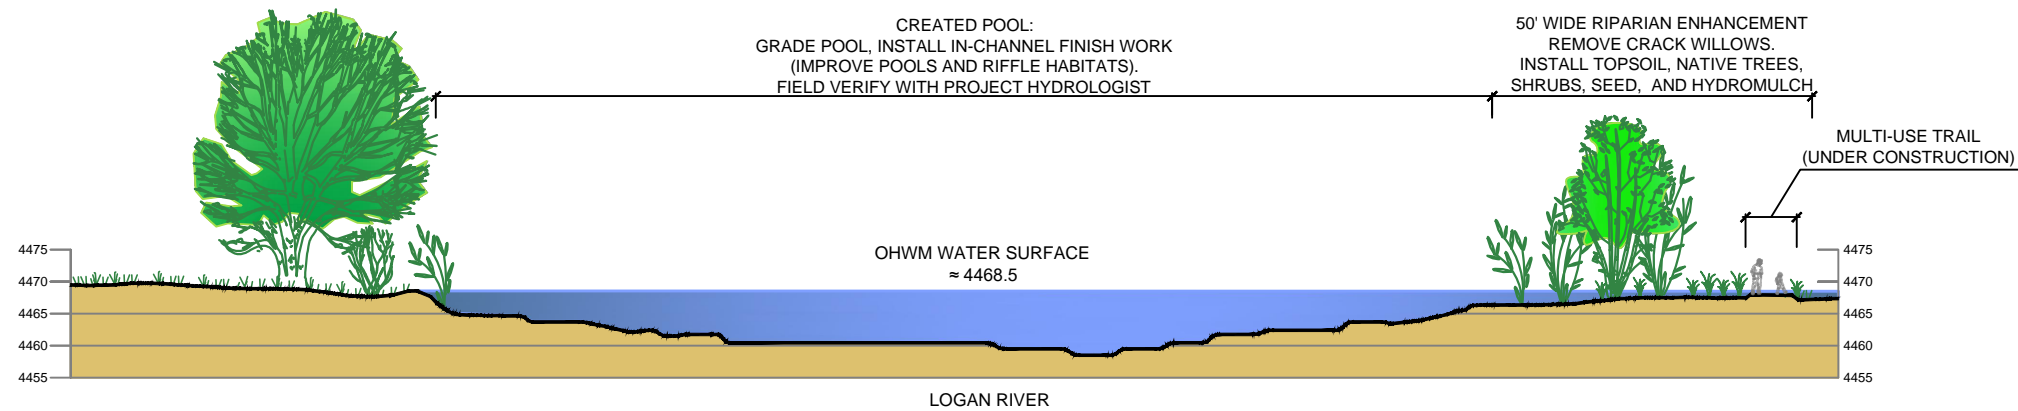 CREATED POOL:
GRADE POOL, INSTALL IN-CHANNEL FINISH WORK
(IMPROVE POOLS AND RIFFLE HABITATS).
FIELD VERIFY WITH PROJECT HYDROLOGIST
50' WIDE RIPARIAN ENHANCEMENT
REMOVE CRACK WILLOWS.
INSTALL TOPSOIL, NATIVE TREES,
SHRUBS, SEED, AND HYDROMULCH
MULTI-USE TRAIL
(UNDER CONSTRUCTION)
OHWM WATER SURFACE
≈ 4468.5
4475
4470
4465
4460
4455
4475
4470
4465
4460
4455
LOGAN RIVER